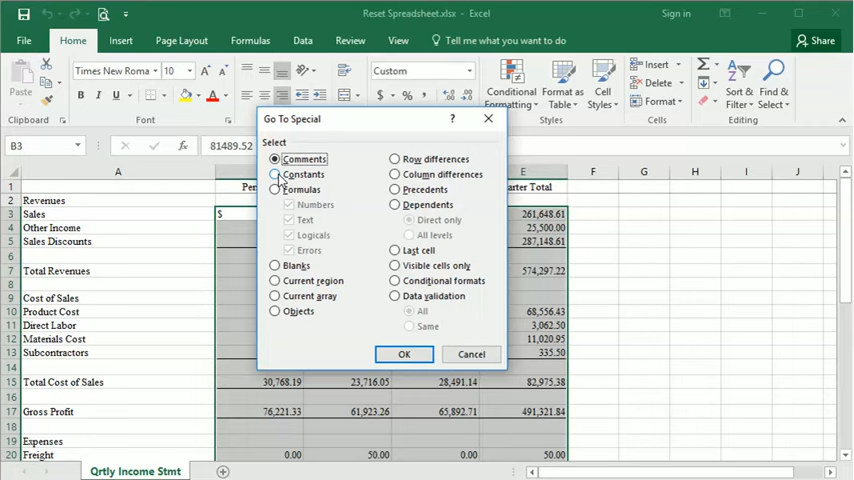 Reset Spreadsheet.xlsx - Excel
Sign in
File Home Insert Page Layout Formulas Data Review View Tell me what you want to do Share
Paste
Times New Roma 10 A A
Custom
Conditional Formatting
Format as Table
Cell Styles
Insert
Delete
Format
Sort & Filter
Find & Select
B I U
$ % ,
Clipboard
Cells
Editing
B3 fx 81489.52
A E F G H I
1 Per arter Total
2 Revenues
3 Sales $ 261,648.61
4 Other Income 25,500.00
5 Sales Discounts 287,148.61
6
7 Total Revenues 574,297.22
8
9 Cost of Sales
10 Product Cost 68,556.43
11 Direct Labor 3,062.50
12 Materials Cost 11,020.95
13 Subcontractors 335.50
15 Total Cost of Sales 30,768.19 23,716.05 28,491.14 82,975.38
17 Gross Profit 76,221.33 61,923.26 65,892.71 491,321.84
18
19 Expenses
20 Freight 0.00 50.00 0.00 50.00
Qrtly Income Stmt
Go To Special ?
Select
Comments
Constants
Formulas
Numbers
Text
Logicals
Errors
Blanks
Current region
Current array
Objects
Row differences
Column differences
Precedents
Dependents
Direct only
All levels
Last cell
Visible cells only
Conditional formats
Data validation
All
Same
OK Cancel